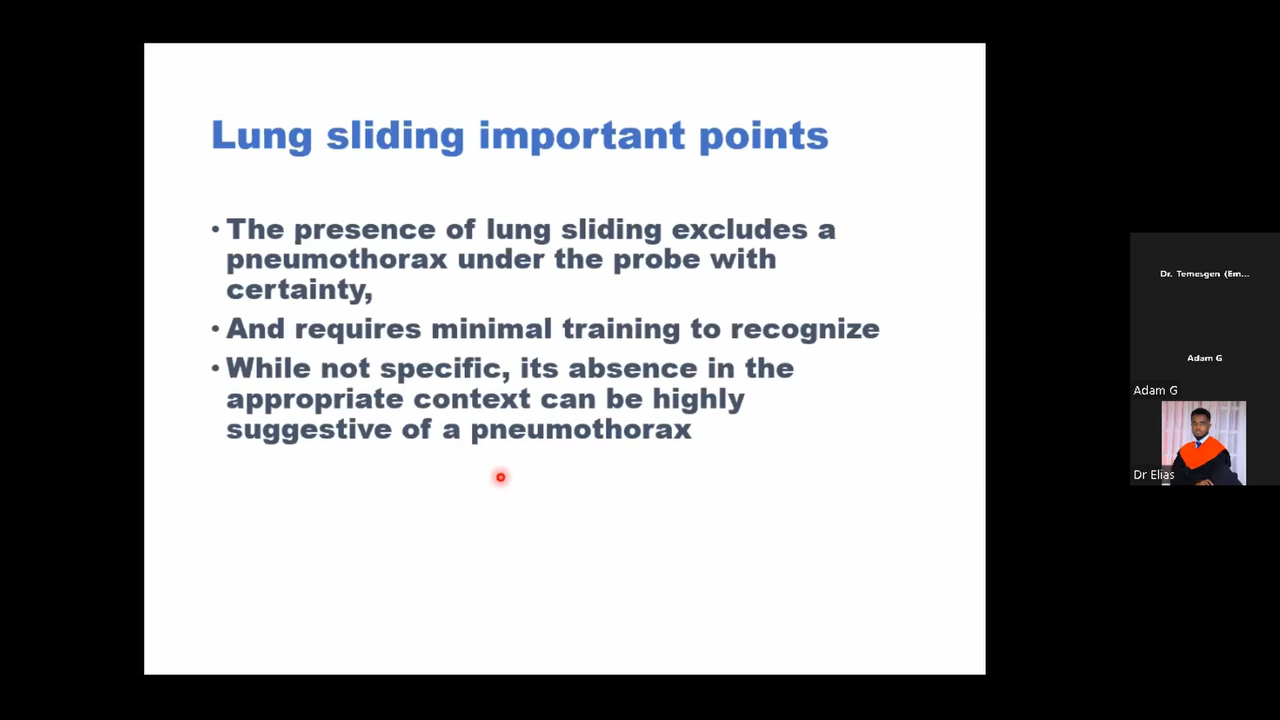 Lung sliding important points
• The presence of lung sliding excludes a
pneumothorax under the probe with
certainty,
• And requires minimal training to recognize
• While not specific, its absence in the
appropriate context can be highly
suggestive of a pneumothorax
Dr. Temesgen (Em...
Adam G
Adam G
Dr Elias